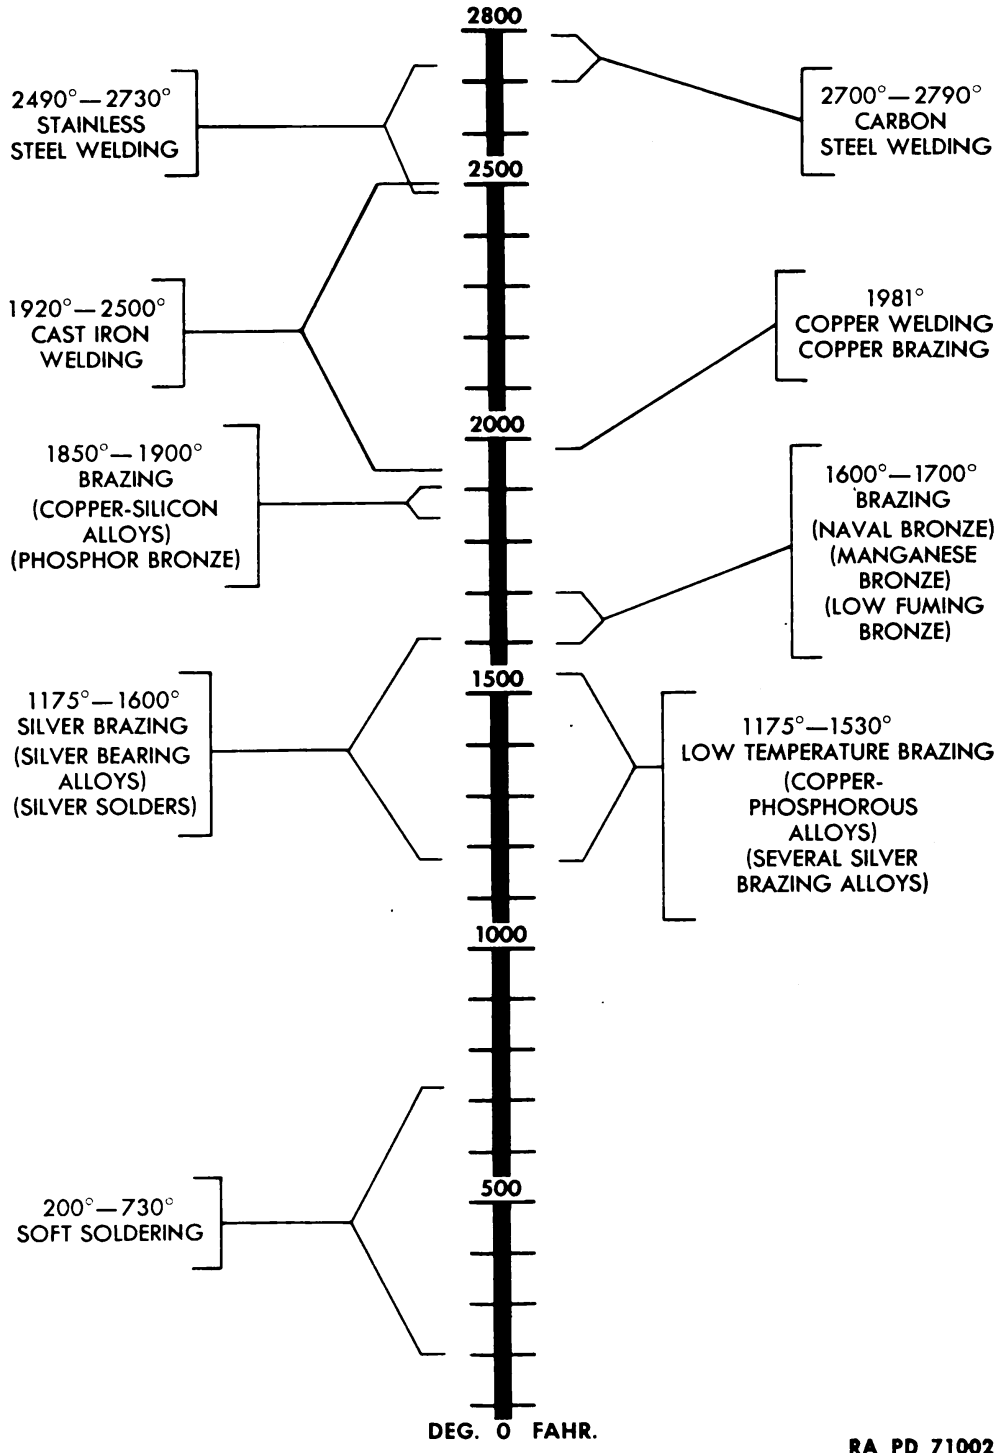 2800
2490°—2730°
STAINLESS
STEEL WELDING
2700°—2790°
CARBON
STEEL WELDING
2500
1920°—2500°
CAST IRON
WELDING
1981°
COPPER WELDING
COPPER BRAZING
2000
1850°—1900°
BRAZING
(COPPER-SILICON
ALLOYS)
(PHOSPHOR BRONZE)
1600°—1700°
BRAZING
(NAVAL BRONZE)
(MANGANESE
BRONZE)
(LOW FUMING
BRONZE)
1500
1175°—1600°
SILVER BRAZING
(SILVER BEARING
ALLOYS)
(SILVER SOLDERS)
1175°—1530°
LOW TEMPERATURE BRAZING
(COPPER-
PHOSPHOROUS
ALLOYS)
(SEVERAL SILVER
BRAZING ALLOYS)
1000
500
200°—730°
SOFT SOLDERING
DEG. 0 FAHR.
RA PD 71002